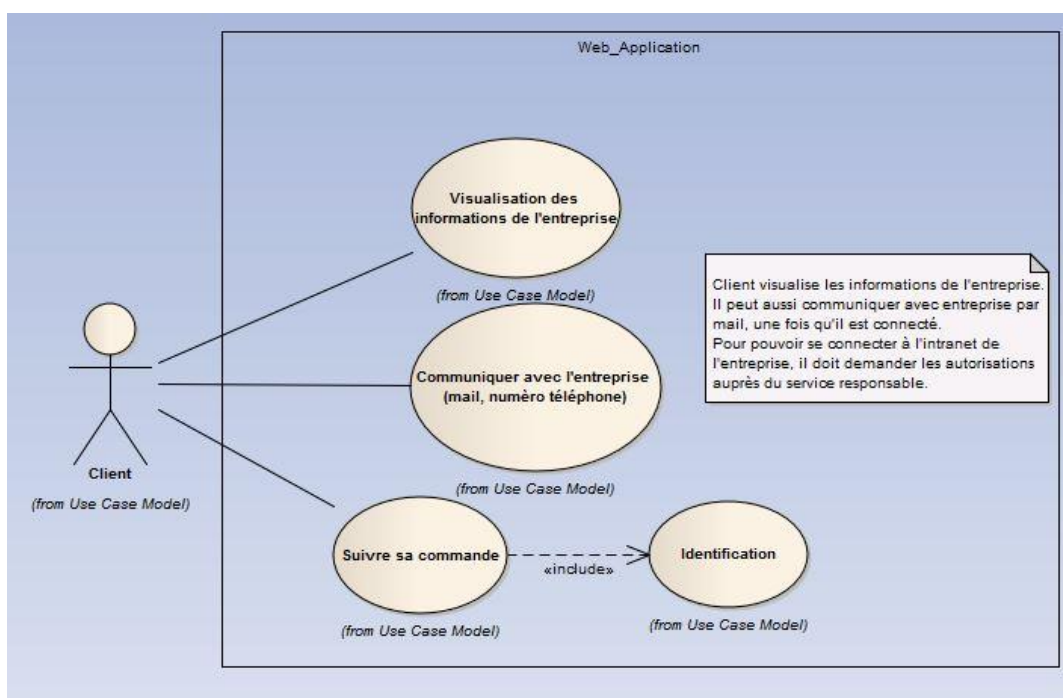 Web_Application
Visualisation des
informations de l'entreprise
(from Use Case Model)
Client visualise les informations de l'entreprise.
Il peut aussi communiquer avec entreprise par
mail, une fois qu'il est connecté.
Pour pouvoir se connecter à l'intranet de
l'entreprise, il doit demander les autorisations
auprès du service responsable.
Communiquer avec l'entreprise
(mail, numèro téléphone)
(from Use Case Model)
Client
(from Use Case Model)
Suivre sa commande
(from Use Case Model)
«include»
Identification
(from Use Case Model)